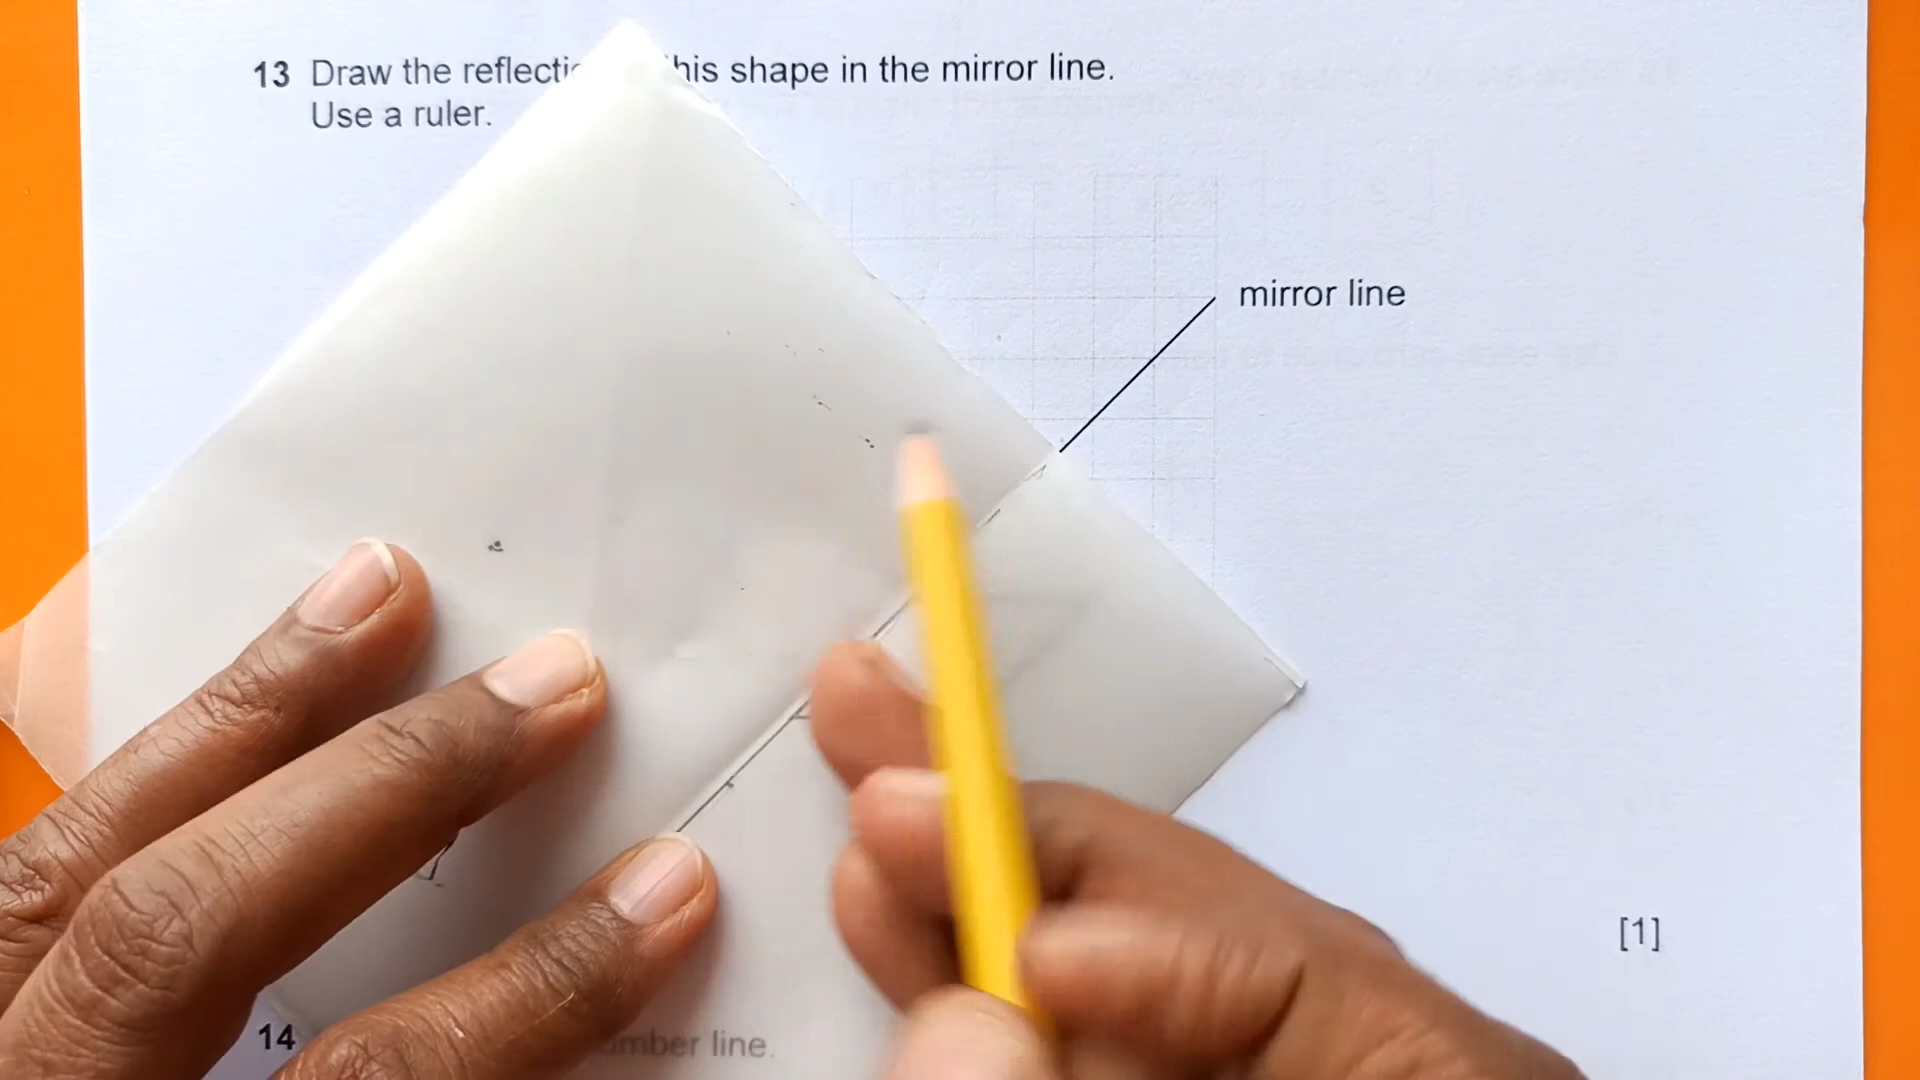 13 Draw the reflecti his shape in the mirror line.
Use a ruler.
mirror line
[1]
14 mber line.